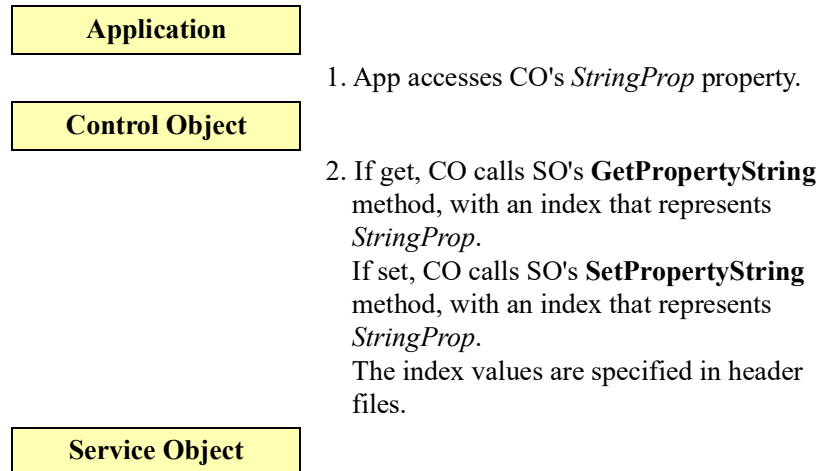 Application
1. App accesses CO's StringProp property.
Control Object
2. If get, CO calls SO's GetPropertyString
method, with an index that represents
StringProp.
If set, CO calls SO's SetPropertyString
method, with an index that represents
StringProp.
The index values are specified in header
files.
Service Object